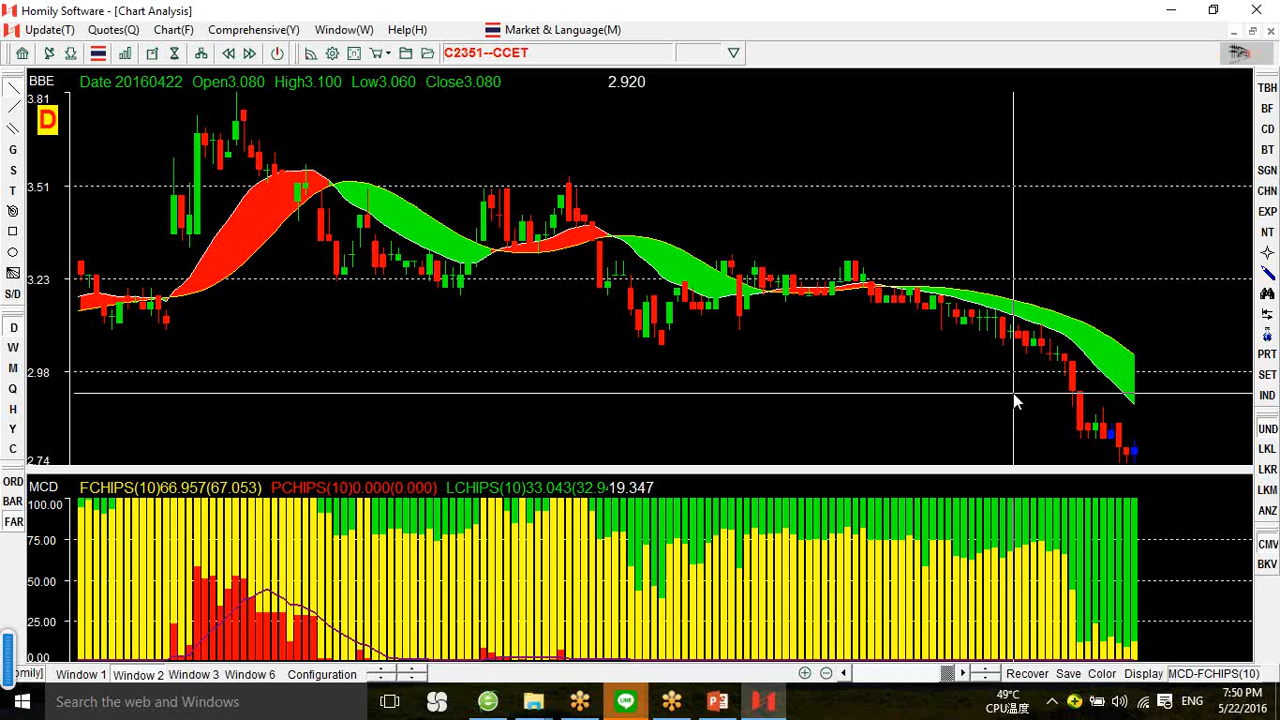 Homily Software - [Chart Analysis]
Update(T) Quotes(Q) Chart(F) Comprehensive(Y) Window(W) Help(H) Market & Language(M)
C2351--CCET
BBE Date 20160422 Open3.080 High3.100 Low3.060 Close3.080 2.920
3.81
D
3.51
3.23
2.98
2.74
MCD FCHIPS(10)66.957(67.053) PCHIPS(10)0.000(0.000) LCHIPS(10)33.043(32.9 19.347
100.00
75.00
50.00
25.00
0.00
G
S
T
S/D
D
W
M
Q
H
Y
C
ORD
BAR
FAR
TBH
BF
CD
BT
SGN
CHN
EXP
NT
PRT
SET
IND
UND
LKL
LKR
LKM
ANZ
CMV
BKV
omily) Window 1 Window 2 Window 3 Window 6 Configuration Recover Save Color Display MCD-FCHIPS(10)
Search the web and Windows
49℃
CPU温度
ENG
7:50 PM
5/22/2016